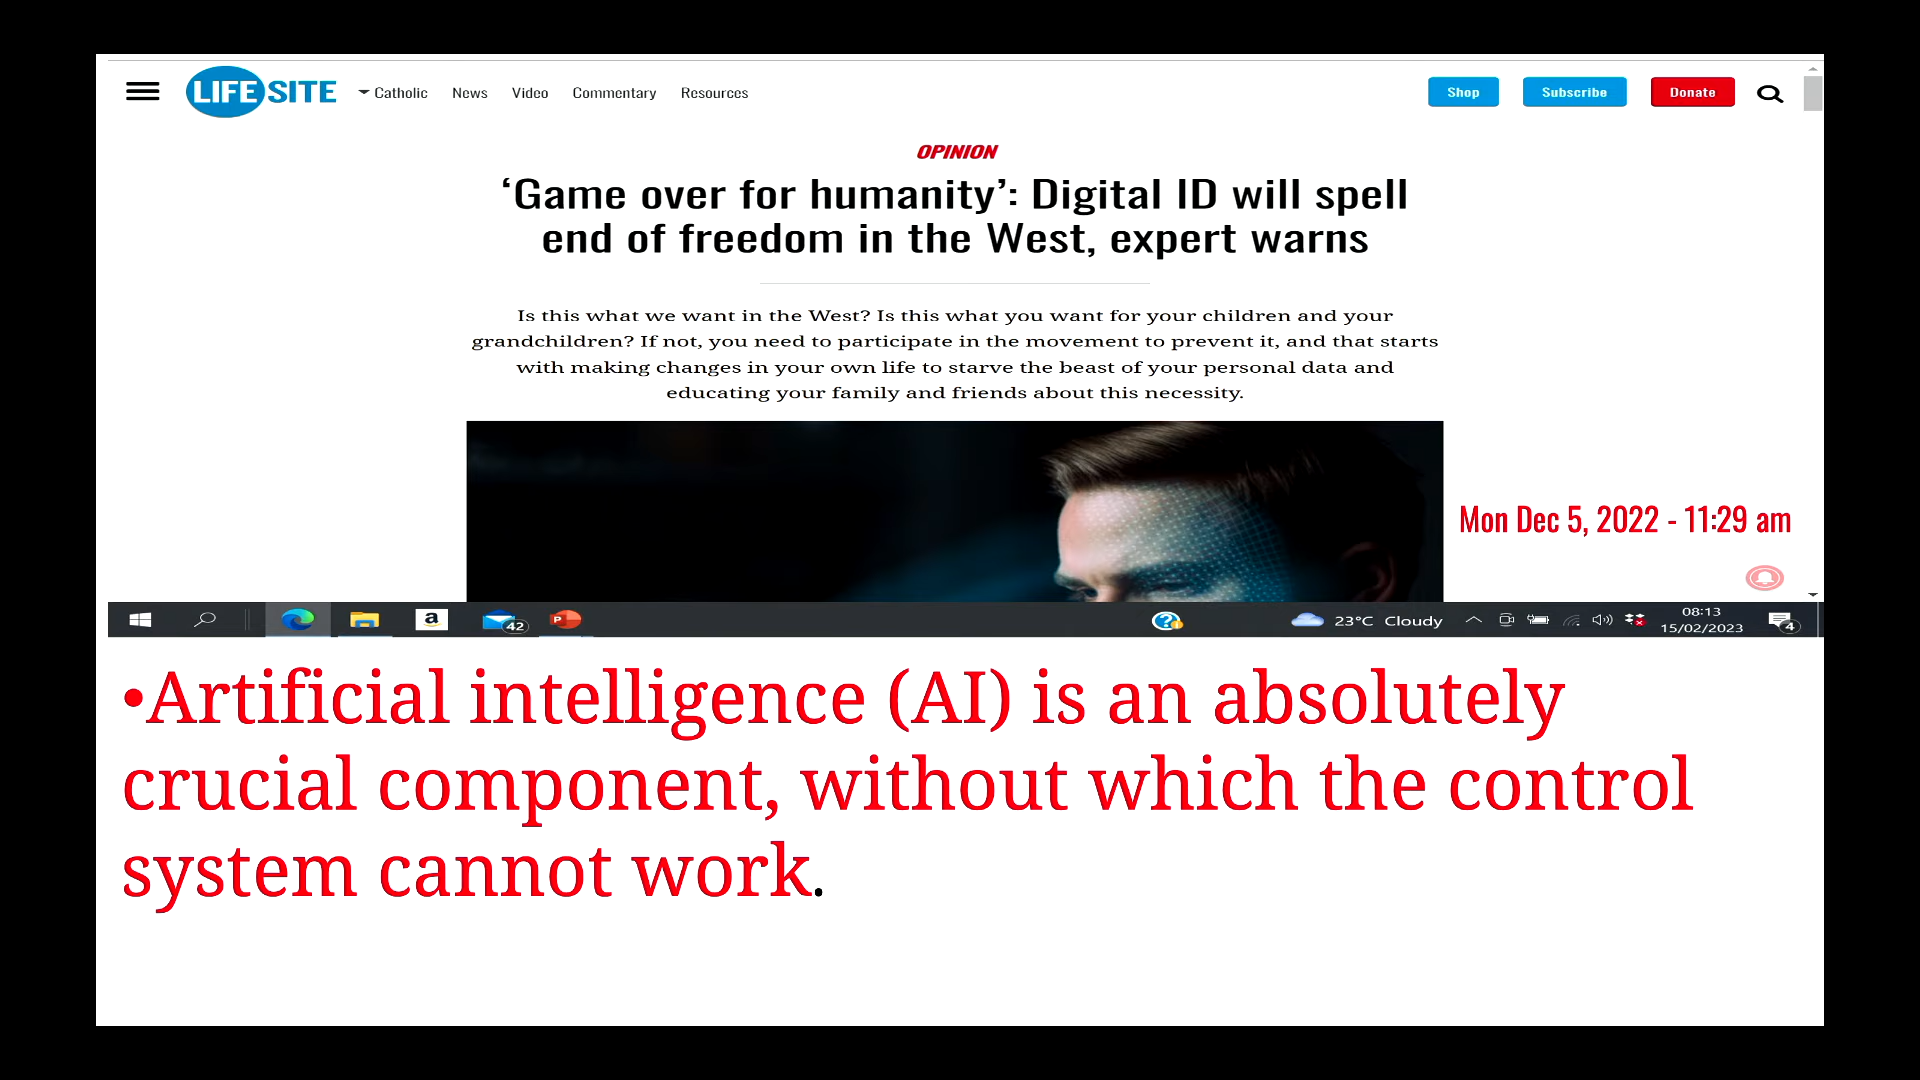 LIFE SITE Catholic News Video Commentary Resources Shop Subscribe Donate
OPINION
‘Game over for humanity’: Digital ID will spell
end of freedom in the West, expert warns
Is this what we want in the West? Is this what you want for your children and your
grandchildren? If not, you need to participate in the movement to prevent it, and that starts
with making changes in your own life to starve the beast of your personal data and
educating your family and friends about this necessity.
Mon Dec 5, 2022 - 11:29 am
a 42 P ? 23°C Cloudy 08:13
15/02/2023 4
•Artificial intelligence (AI) is an absolutely
crucial component, without which the control
system cannot work.